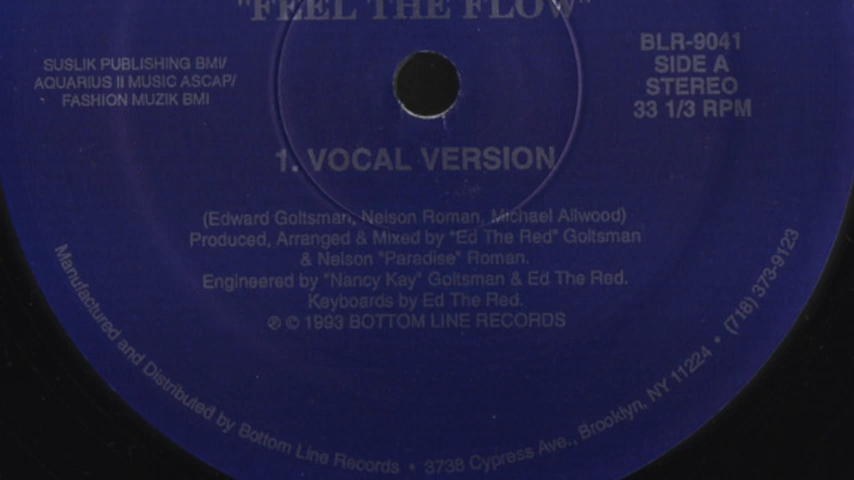 "FEEL THE FLOW"
SUSLIK PUBLISHING BMI/
AQUARIUS II MUSIC ASCAP/
FASHION MUZIK BMI
BLR-9041
SIDE A
STEREO
33 1/3 RPM
1. VOCAL VERSION
(Edward Goltsman, Nelson Roman, Michael Allwood)
Produced, Arranged & Mixed by "Ed The Red" Goltsman
& Nelson "Paradise" Roman.
Engineered by "Nancy Kay" Goltsman & Ed The Red.
Keyboards by Ed The Red.
℗ © 1993 BOTTOM LINE RECORDS
Manufactured and Distributed by Bottom Line Records • 3738 Cypress Ave., Brooklyn, NY 11224 • (718) 373-9123